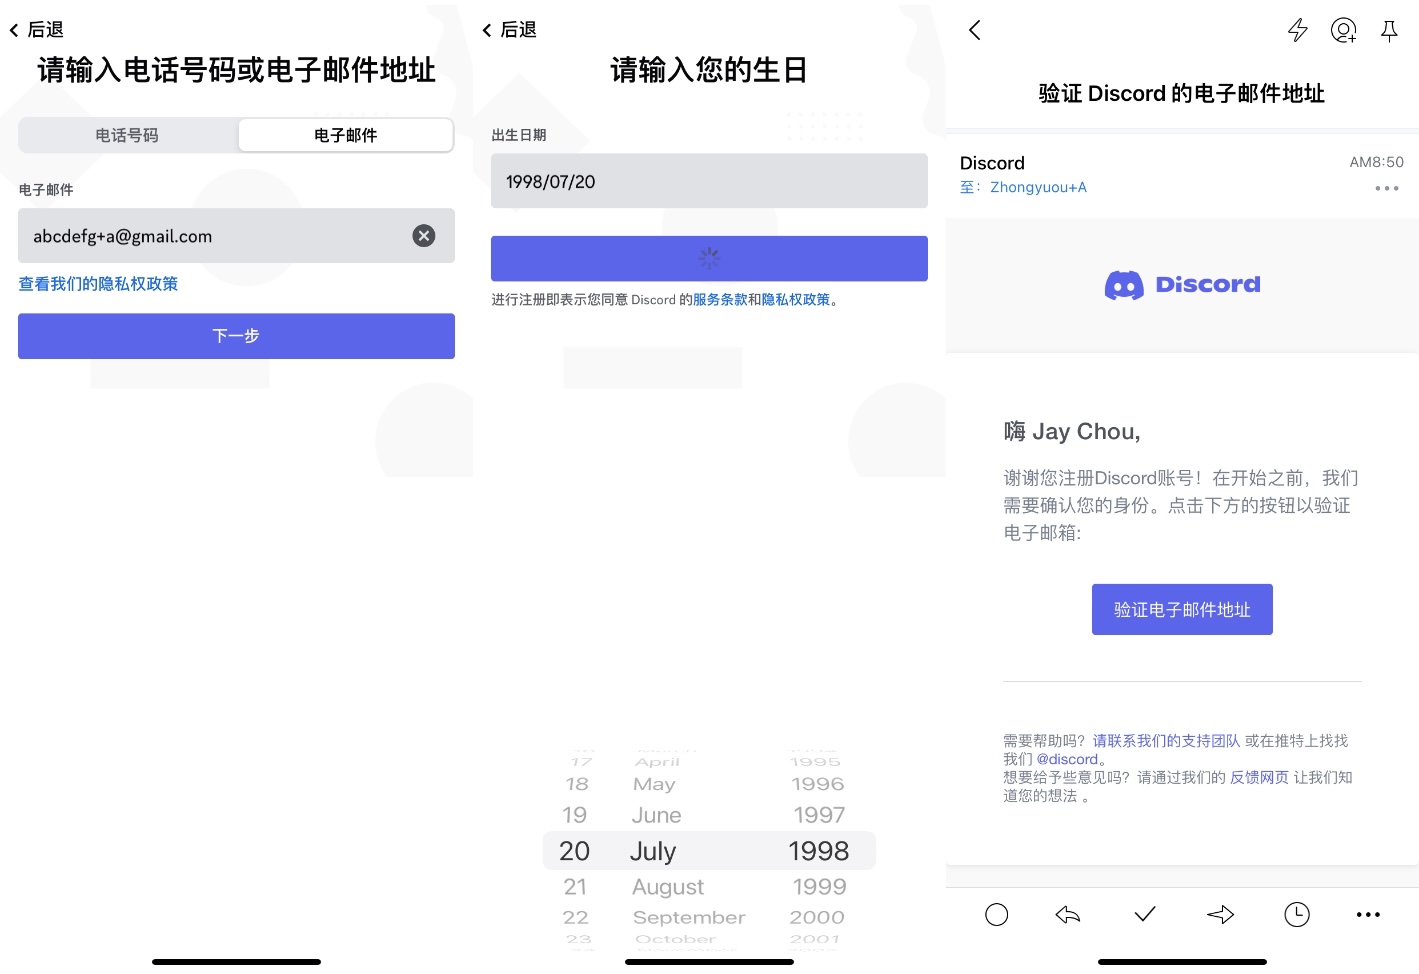 后退
请输入电话号码或电子邮件地址
电话号码
电子邮件
电子邮件
abcdefg+a@gmail.com
查看我们的隐私权政策
下一步
后退
请输入您的生日
出生日期
1998/07/20
进行注册即表示您同意 Discord 的服务条款和隐私权政策。
17 April 1995
18 May 1996
19 June 1997
20 July 1998
21 August 1999
22 September 2000
23 October 2001
验证 Discord 的电子邮件地址
Discord
AM8:50
至：Zhongyuou+A
Discord
嗨 Jay Chou,
谢谢您注册Discord账号！在开始之前，我们
需要确认您的身份。点击下方的按钮以验证
电子邮箱:
验证电子邮件地址
需要帮助吗？请联系我们的支持团队 或在推特上找找
我们 @discord。
想要给予些意见吗？请通过我们的 反馈网页 让我们知
道您的想法 。